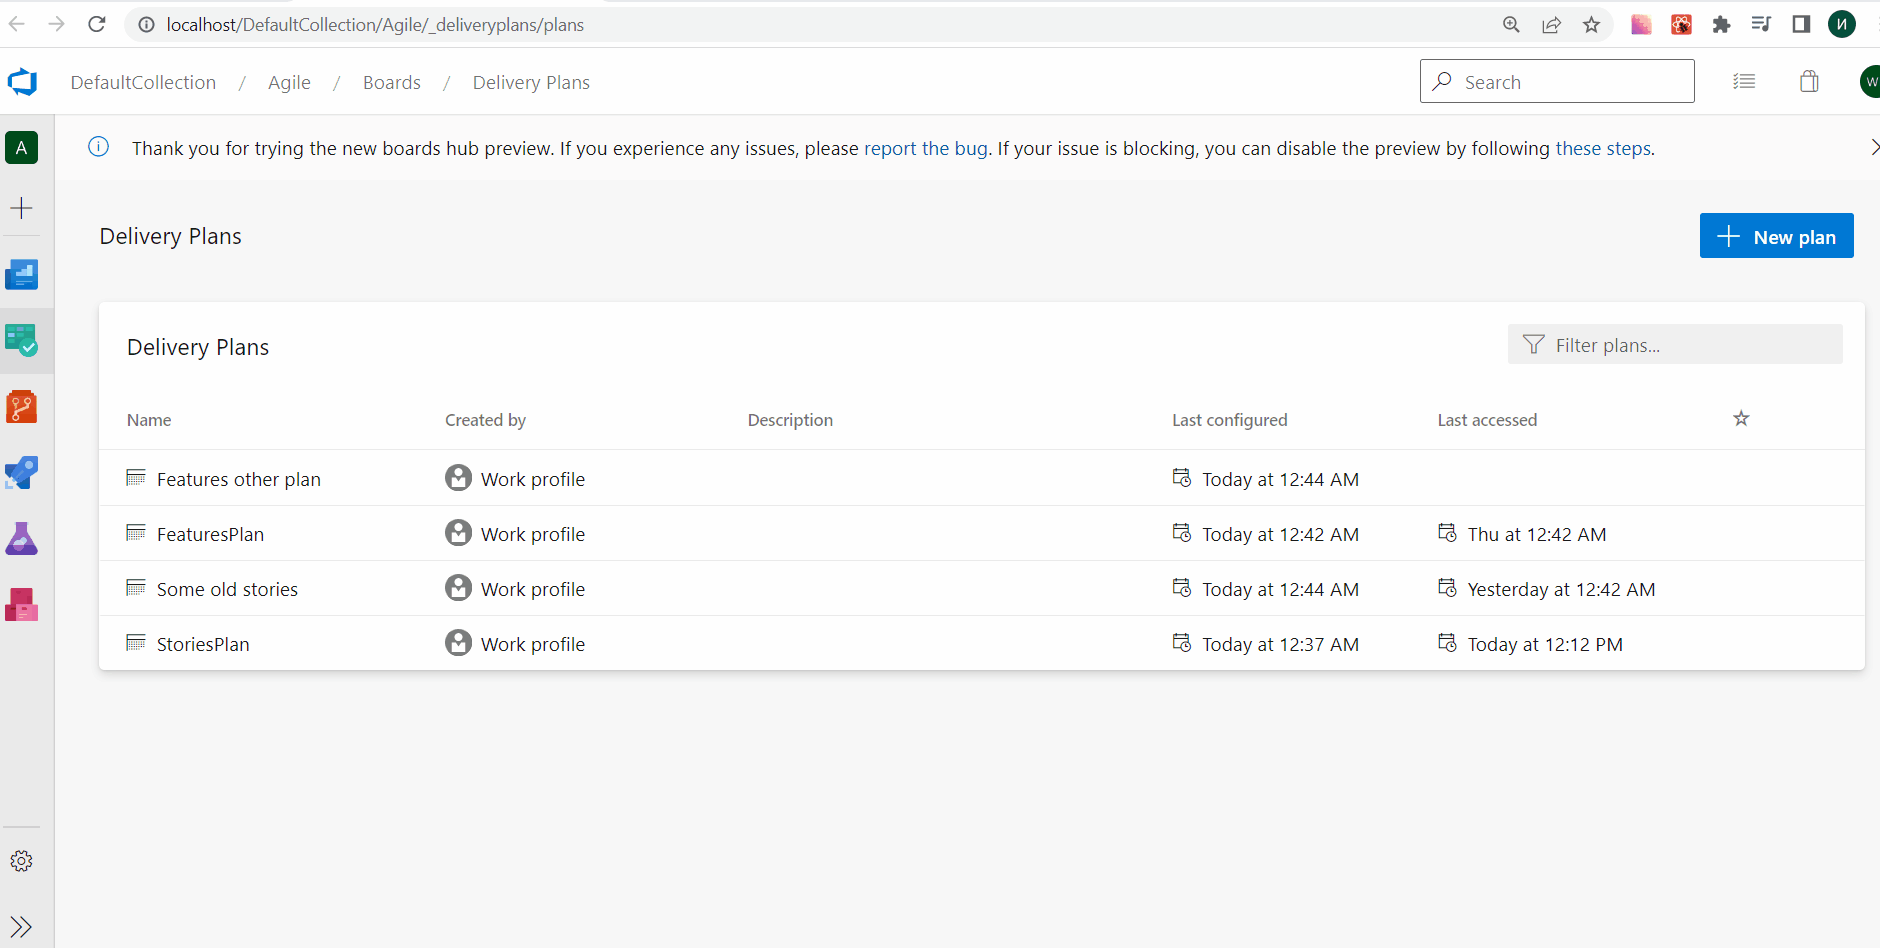 localhost/DefaultCollection/Agile/_deliveryplans/plans
И
DefaultCollection / Agile / Boards / Delivery Plans
Search
W
A
Thank you for trying the new boards hub preview. If you experience any issues, please report the bug. If your issue is blocking, you can disable the preview by following these steps.
Delivery Plans
New plan
Delivery Plans
Filter plans...
Name Created by Description Last configured Last accessed
Features other plan Work profile Today at 12:44 AM
FeaturesPlan Work profile Today at 12:42 AM Thu at 12:42 AM
Some old stories Work profile Today at 12:44 AM Yesterday at 12:42 AM
StoriesPlan Work profile Today at 12:37 AM Today at 12:12 PM